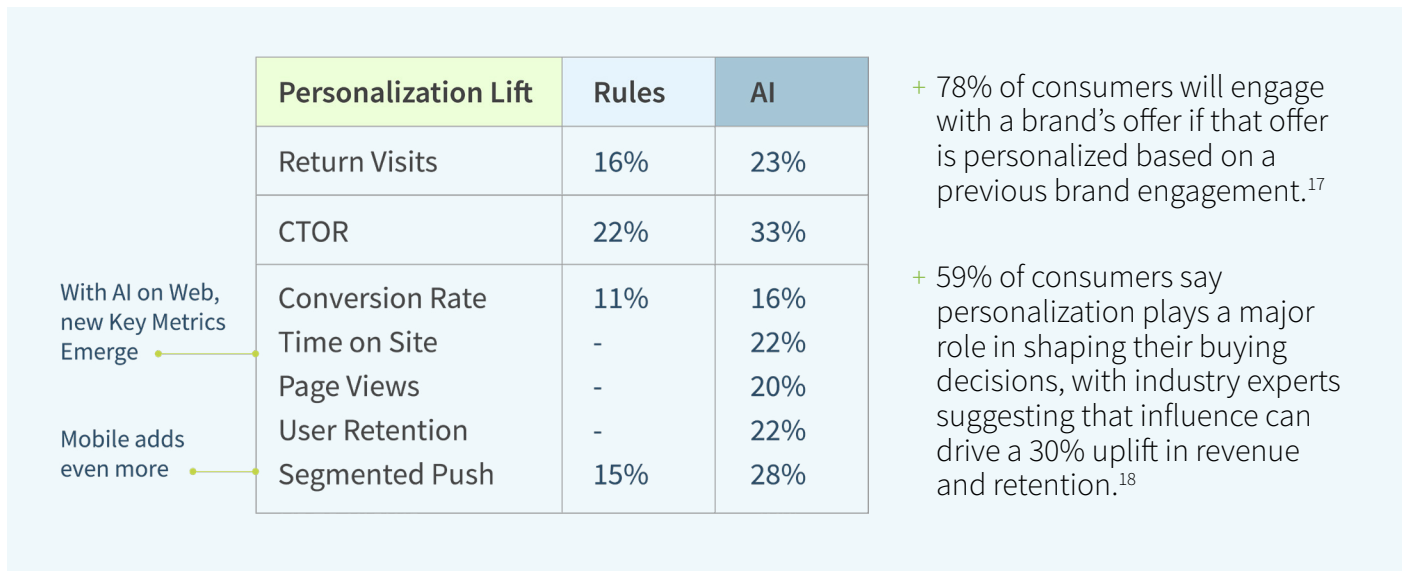 Personalization Lift Rules AI
Return Visits 16% 23%
CTOR 22% 33%
Conversion Rate 11% 16%
Time on Site - 22%
Page Views - 20%
User Retention - 22%
Segmented Push 15% 28%
With AI on Web,
new Key Metrics
Emerge
Mobile adds
even more
+ 78% of consumers will engage
with a brand’s offer if that offer
is personalized based on a
previous brand engagement.17
+ 59% of consumers say
personalization plays a major
role in shaping their buying
decisions, with industry experts
suggesting that influence can
drive a 30% uplift in revenue
and retention.18